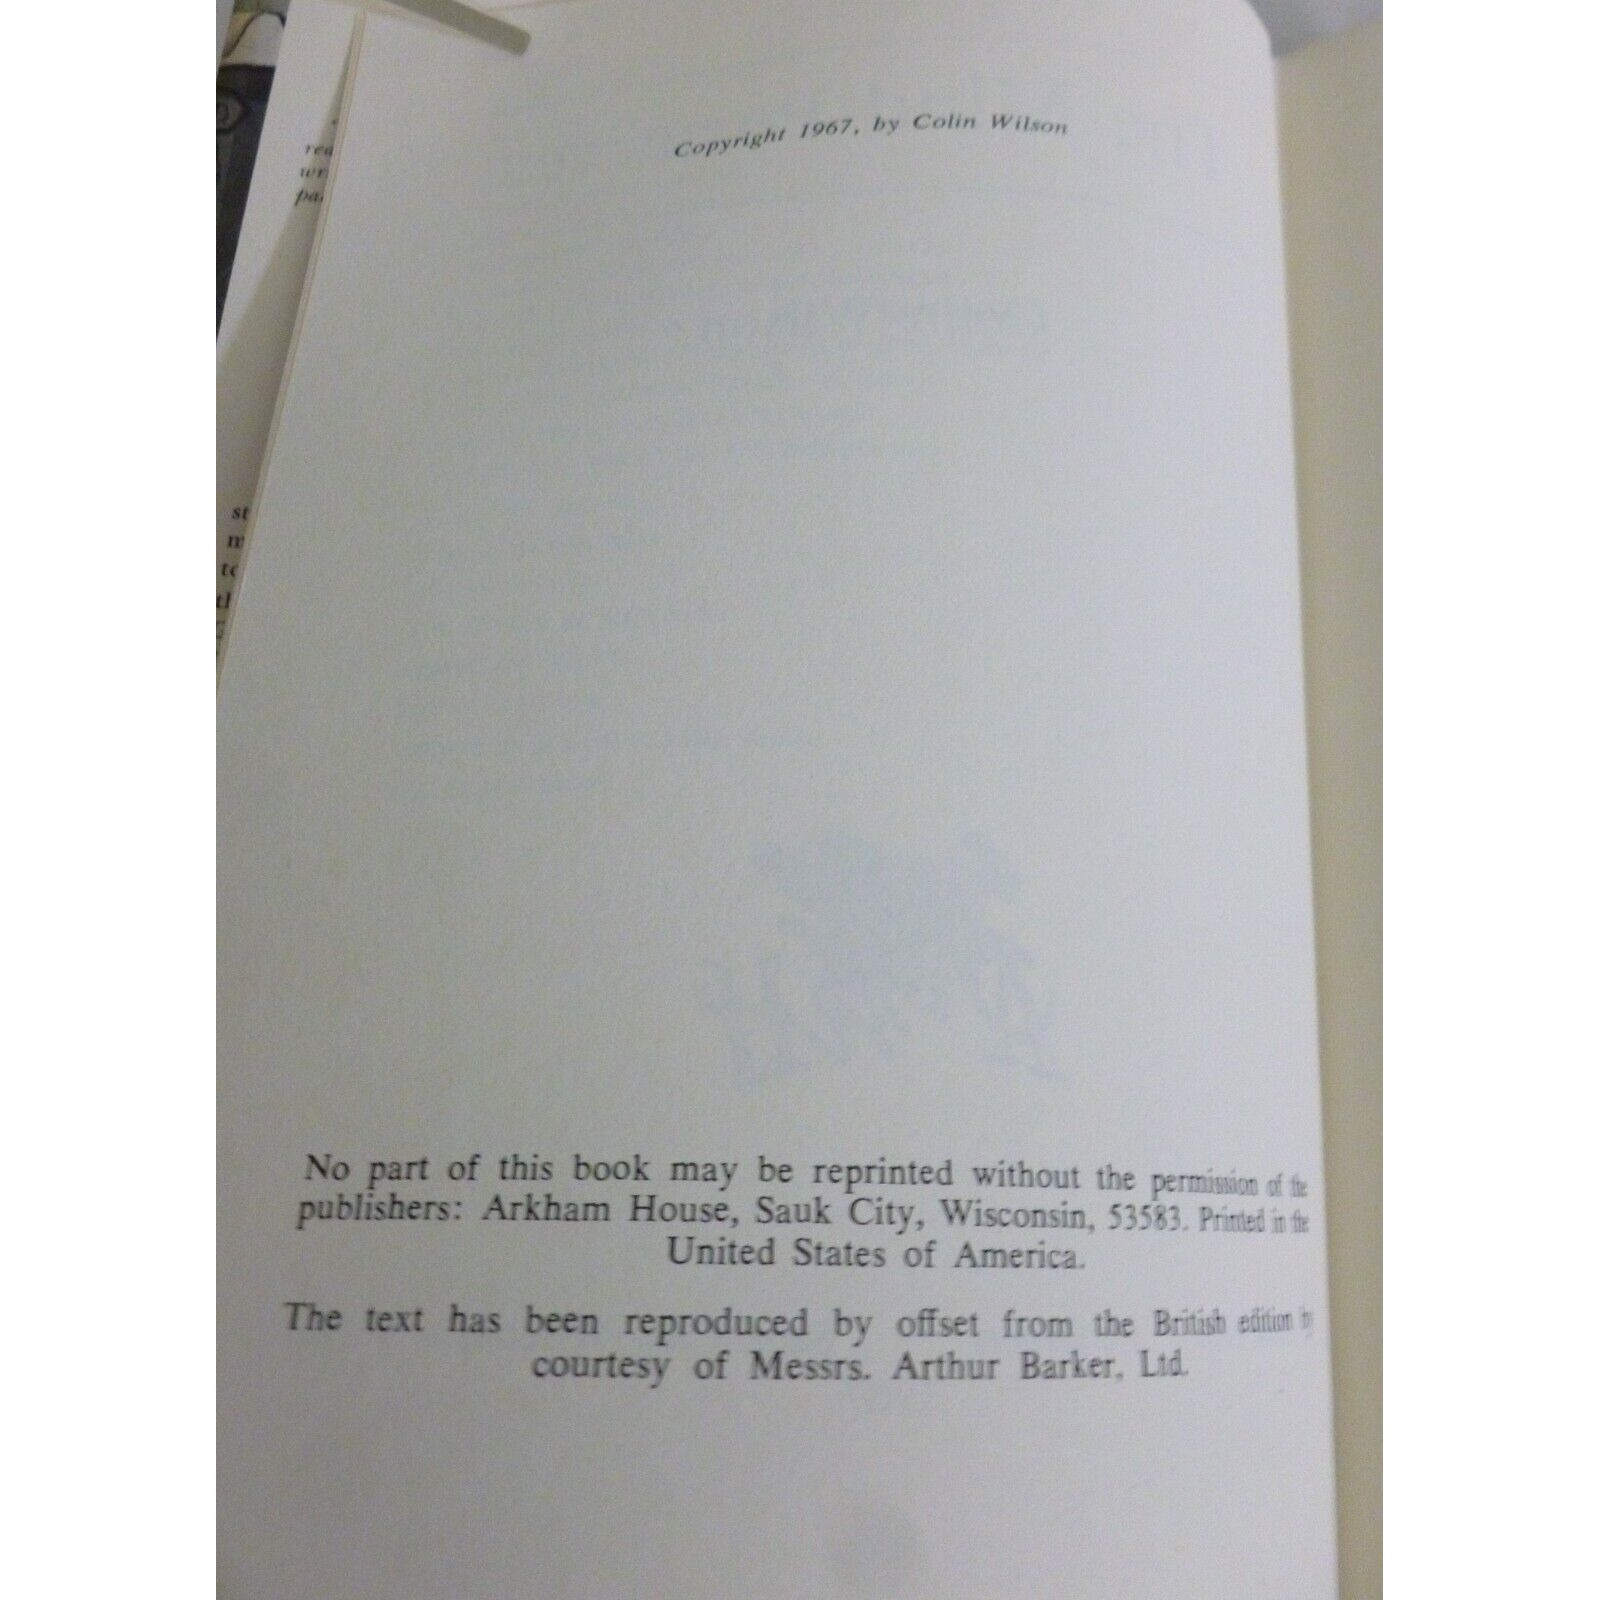 Copyright 1967, by Colin Wilson
No part of this book may be reprinted without the permission of the
publishers: Arkham House, Sauk City, Wisconsin, 53583. Printed in the
United States of America.
The text has been reproduced by offset from the British edition by
courtesy of Messrs. Arthur Barker, Ltd.